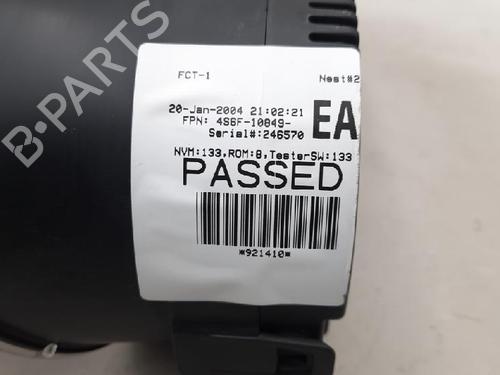 FCT-1 Nest#2
20-Jan-2004 21:02:21
FPN: 4S6F-10849-
EA
Serial#:246570
NVM:133,ROM:8,TesterSW:133
PASSED
*921410*
B-PARTS